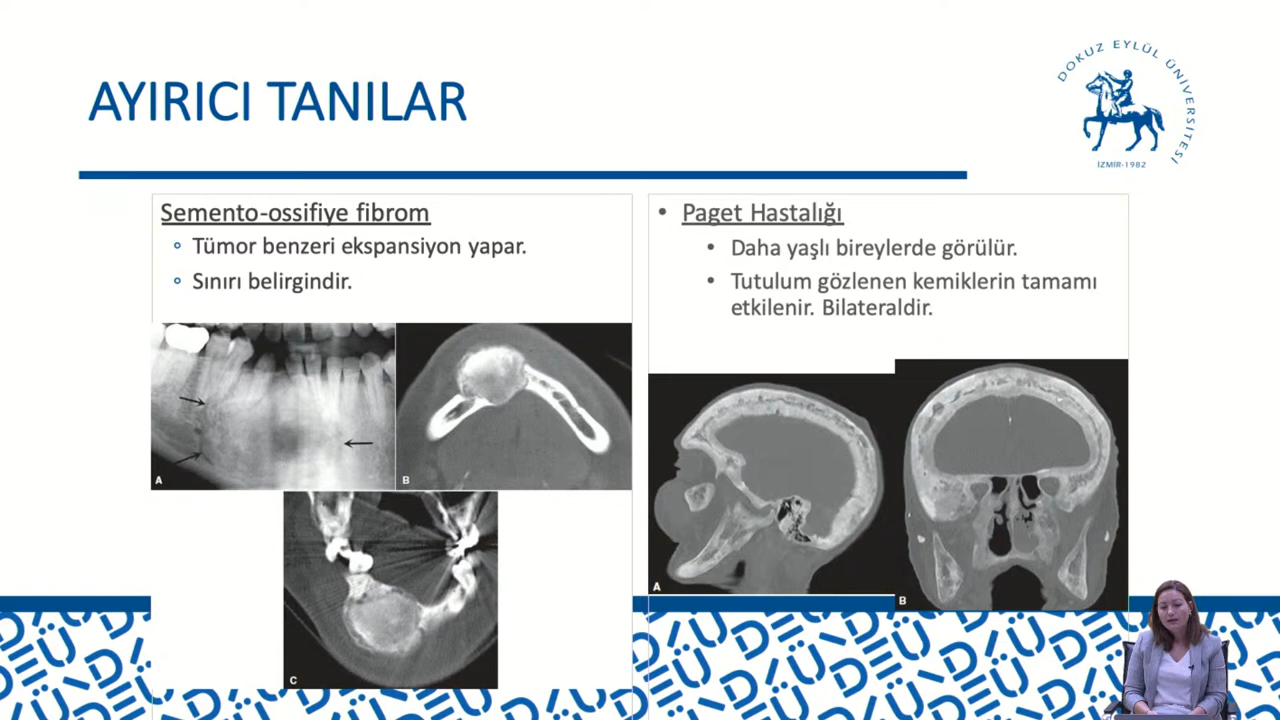 AYIRICI TANILAR
DOKUZ EYLÜL ÜNİVERSİTESİ
İZMİR-1982
Semento-ossifiye fibrom
Tümor benzeri ekspansiyon yapar.
Sınırı belirgindir.
A
B
C
• Paget Hastalığı
• Daha yaşlı bireylerde görülür.
• Tutulum gözlenen kemiklerin tamamı
etkilenir. Bilateraldir.
A
B